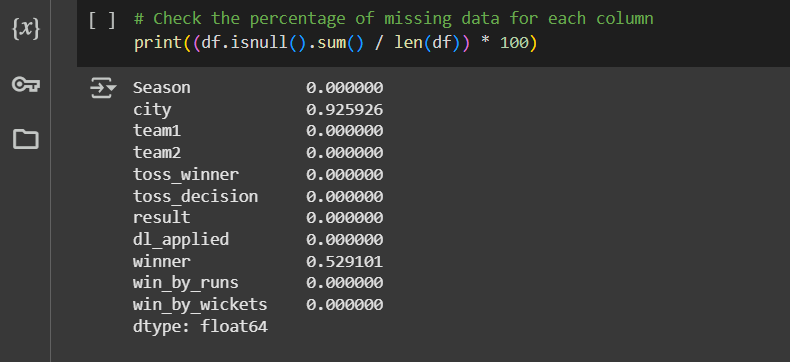 {x}
[ ] # Check the percentage of missing data for each column
print((df.isnull().sum() / len(df)) * 100)
Season 0.000000
city 0.925926
team1 0.000000
team2 0.000000
toss_winner 0.000000
toss_decision 0.000000
result 0.000000
dl_applied 0.000000
winner 0.529101
win_by_runs 0.000000
win_by_wickets 0.000000
dtype: float64